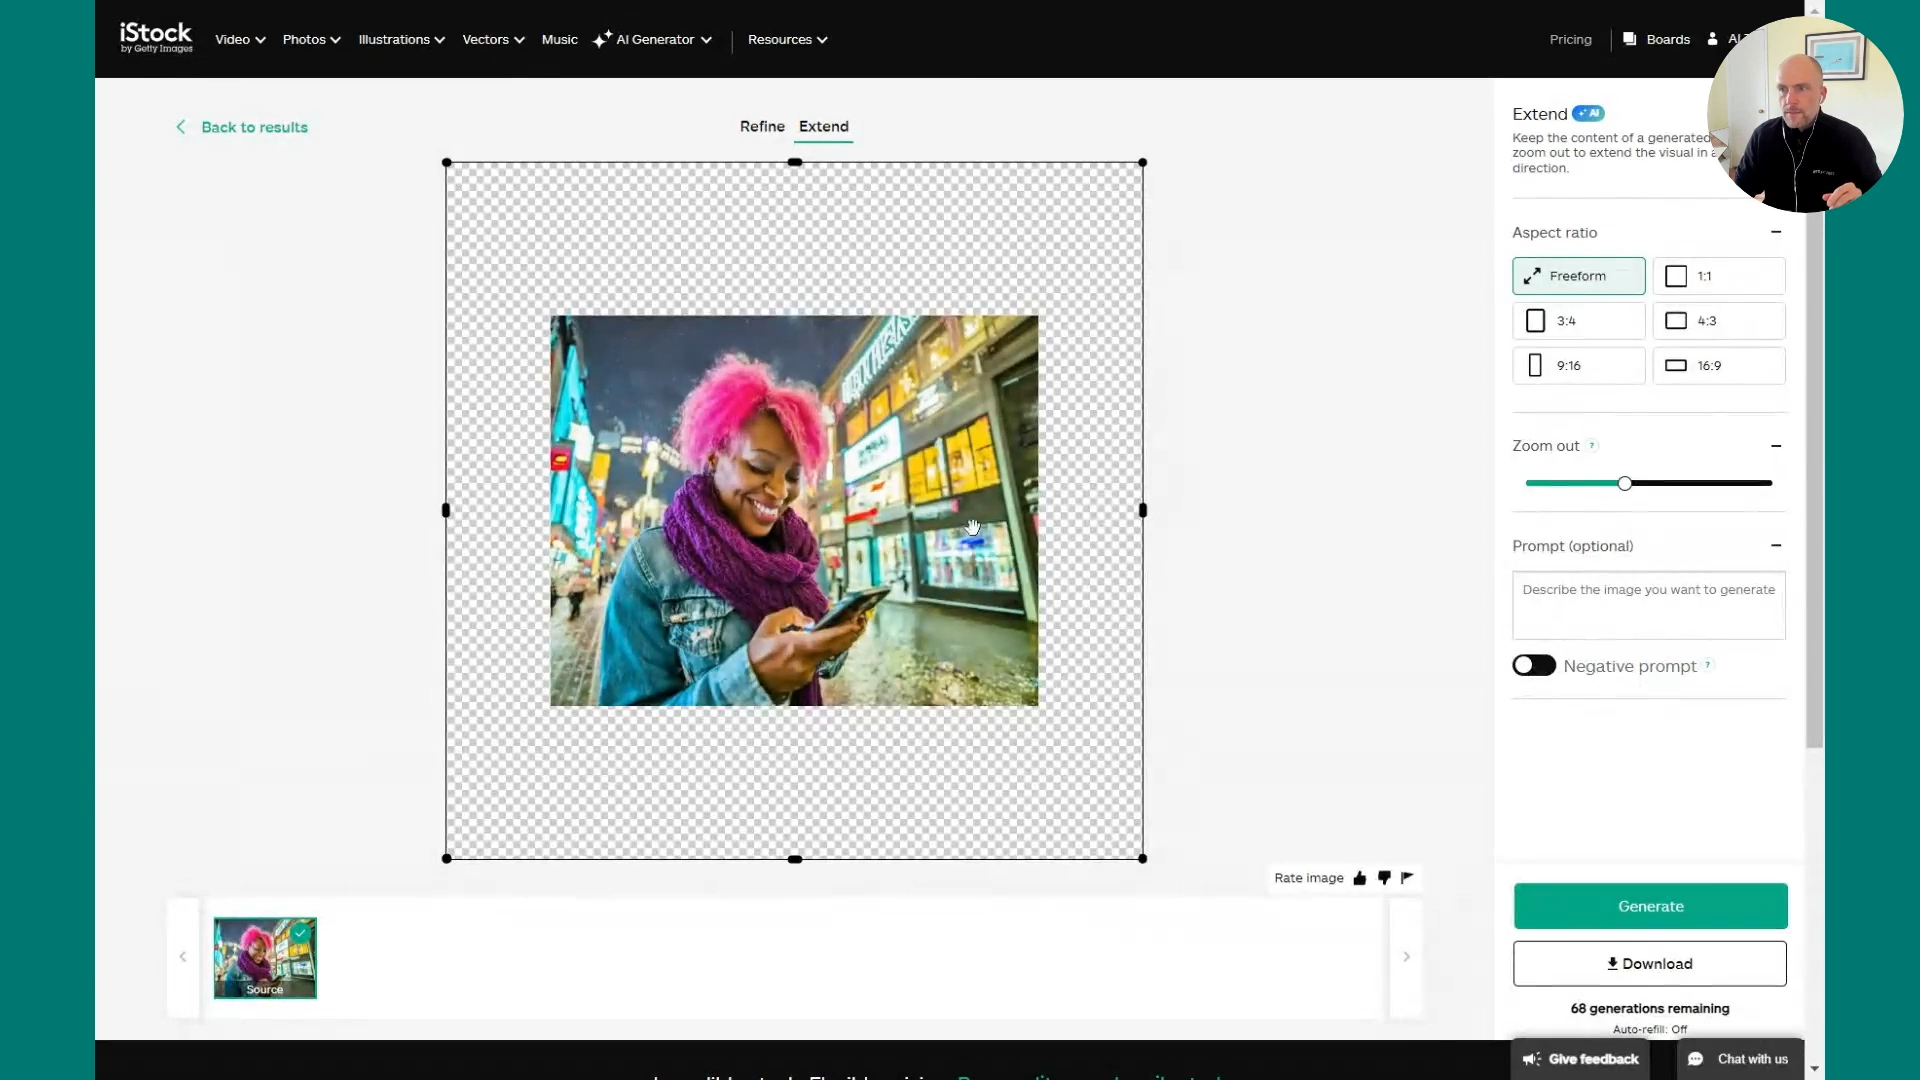 iStock
by Getty Images
Video
Photos
Illustrations
Vectors
Music
AI Generator
Resources
Pricing
Boards
Back to results
Refine
Extend
Extend
AI
Keep the content of a generated
zoom out to extend the visual in a
direction.
Aspect ratio
Freeform
1:1
3:4
4:3
9:16
16:9
Zoom out ?
Prompt (optional)
Describe the image you want to generate
Negative prompt ?
Rate image
Source
Generate
Download
68 generations remaining
Auto-refill: Off
Give feedback
Chat with us